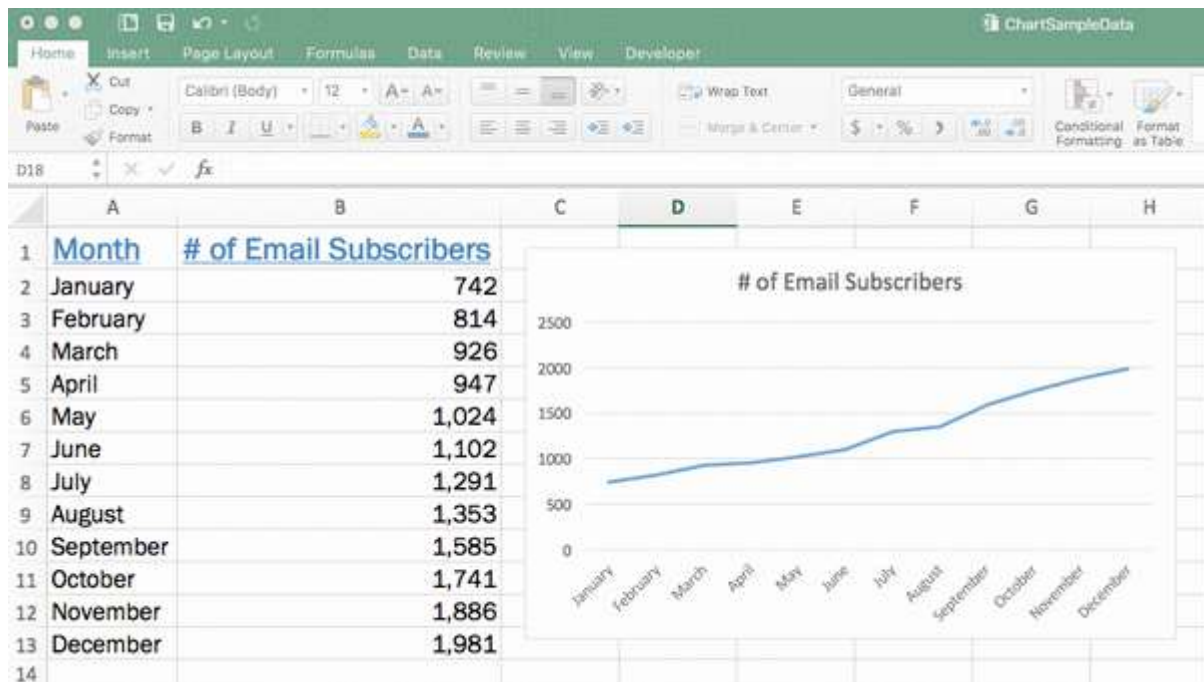 ChartSampleData
Home Insert Page Layout Formulas Data Review View Developer
Paste
Cut
Copy
Format
Calibri (Body) 12 A A
B I U A
Wrap Text
Merge & Center
General
$ % )
Conditional Formatting
Format as Table
D18 fx
A B C D E F G H
1 Month # of Email Subscribers
2 January 742
3 February 814
4 March 926
5 April 947
6 May 1,024
7 June 1,102
8 July 1,291
9 August 1,353
10 September 1,585
11 October 1,741
12 November 1,886
13 December 1,981
14
# of Email Subscribers
2500
2000
1500
1000
500
0
January February March April May June July August September October November December